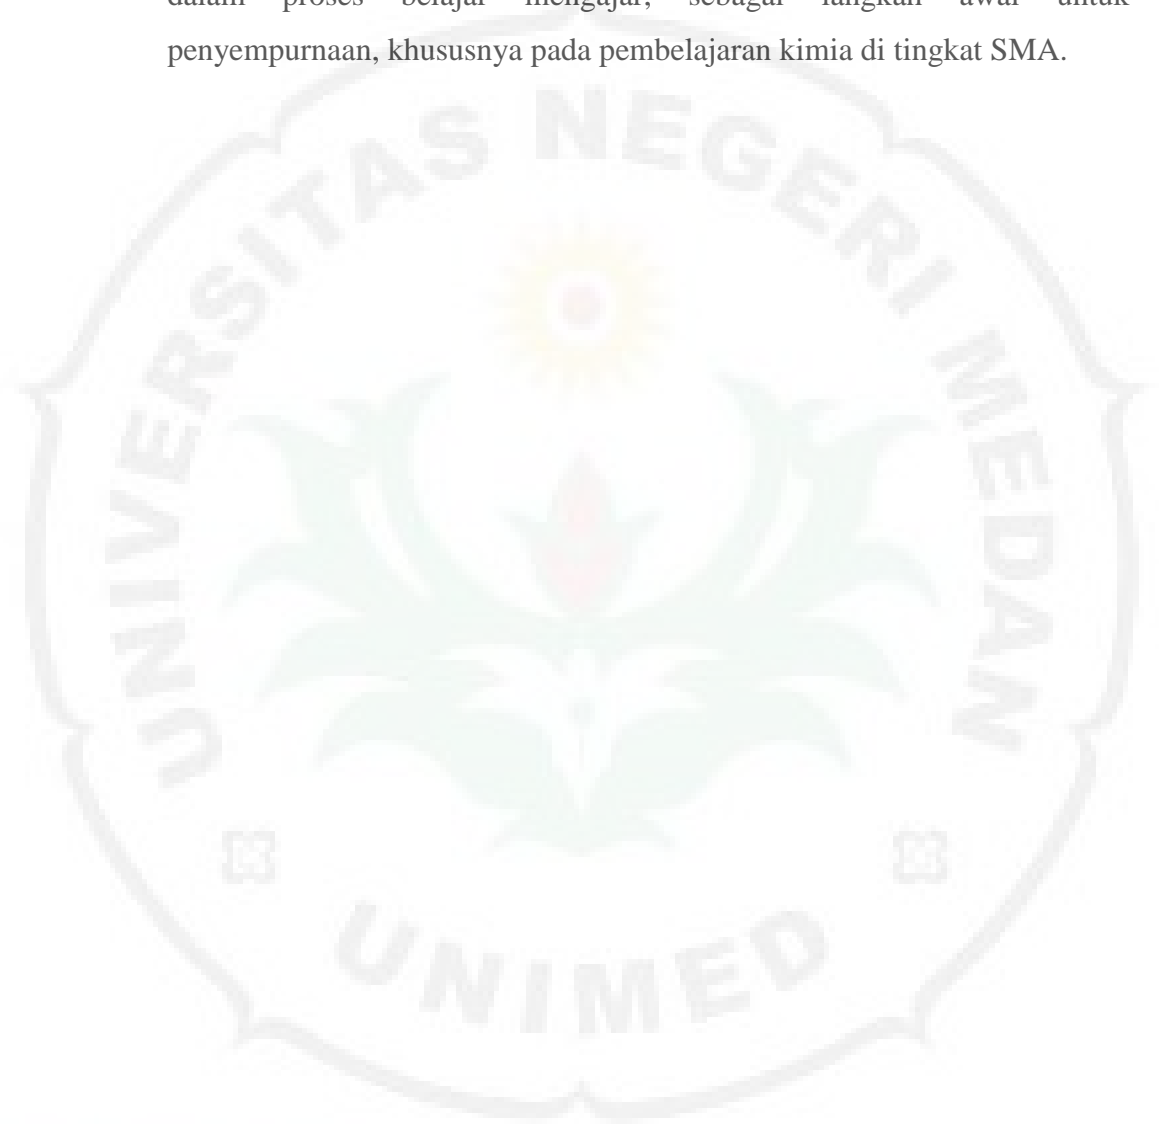 dalam proses belajar mengajar, sebagai langkah awal untuk
penyempurnaan, khususnya pada pembelajaran kimia di tingkat SMA.
UNIVERSITAS NEGERI MEDAN
UNIMED